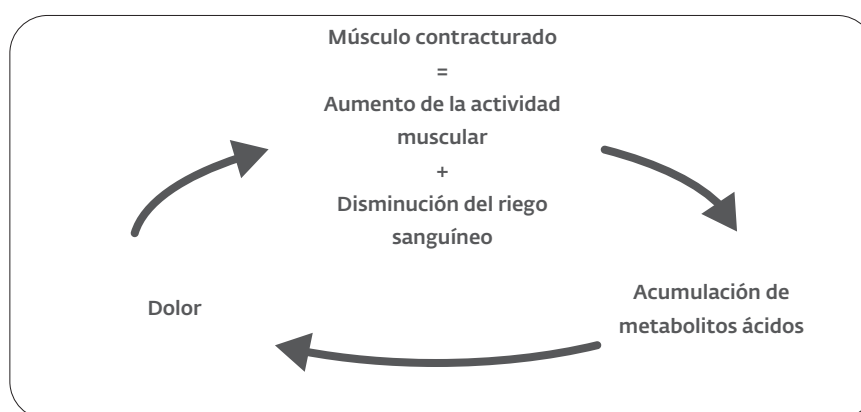 Músculo contracturado
=
Aumento de la actividad
muscular
+
Disminución del riego
sanguíneo
Dolor
Acumulación de
metabolitos ácidos